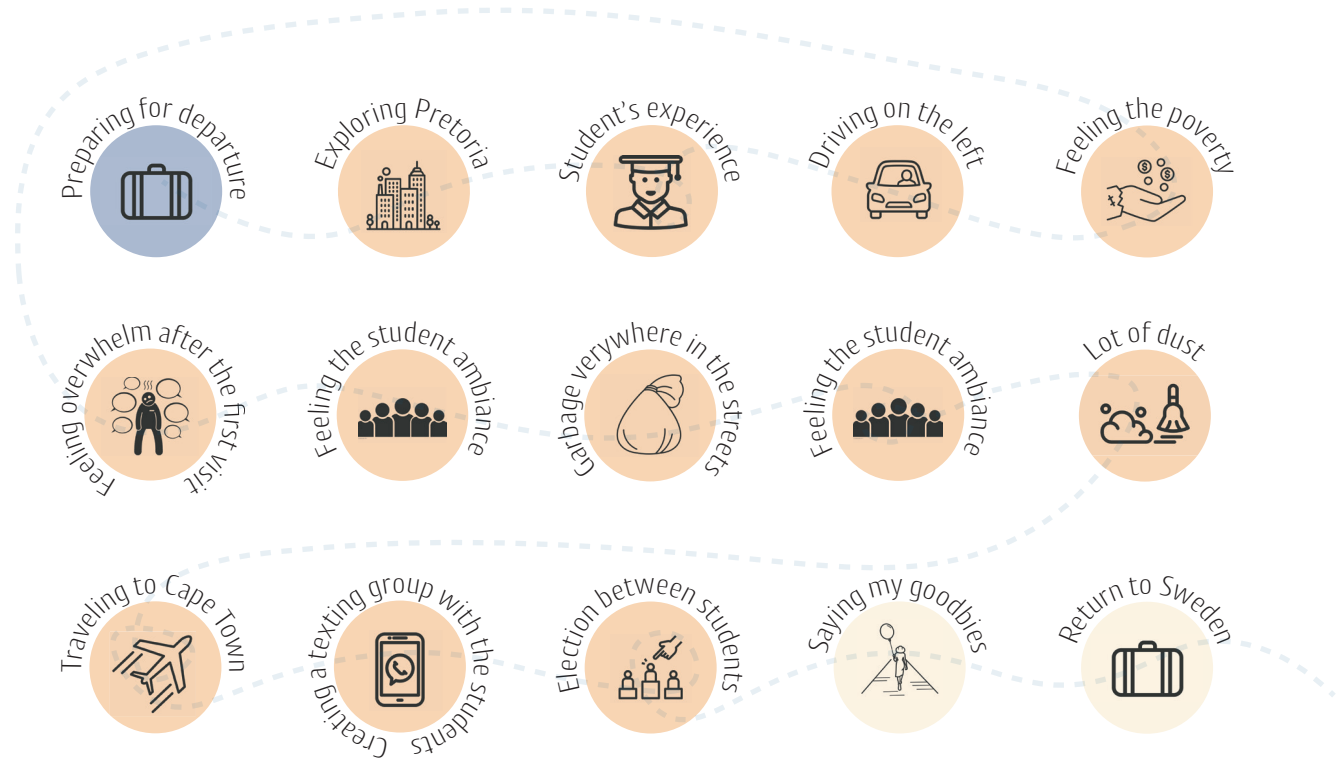 Preparing for departure
Exploring Pretoria
Student's experience
Driving on the left
Feeling the poverty
Feeling overwhelm after the first visit
Feeling the student ambiance
Garbage verywhere in the streets
Feeling the student ambiance
Lot of dust
Traveling to Cape Town
Creating a texting group with the students
Election between students
Saying my goodbies
Return to Sweden